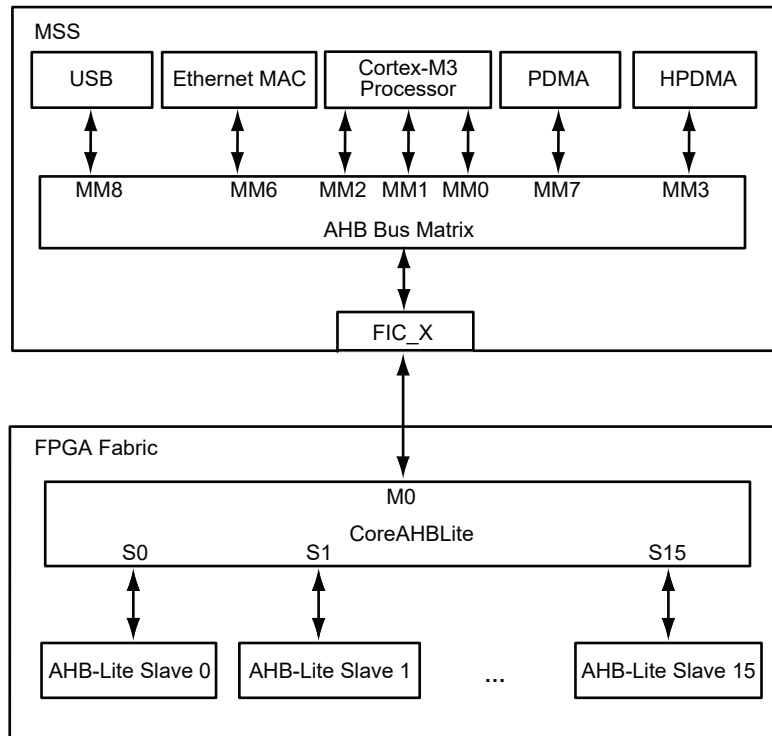 MSS
USB
Ethernet MAC
Cortex-M3
Processor
PDMA
HPDMA
MM8
MM6
MM2
MM1
MM0
MM7
MM3
AHB Bus Matrix
FIC_X
FPGA Fabric
M0
CoreAHBLite
S0
S1
S15
AHB-Lite Slave 0
AHB-Lite Slave 1
...
AHB-Lite Slave 15